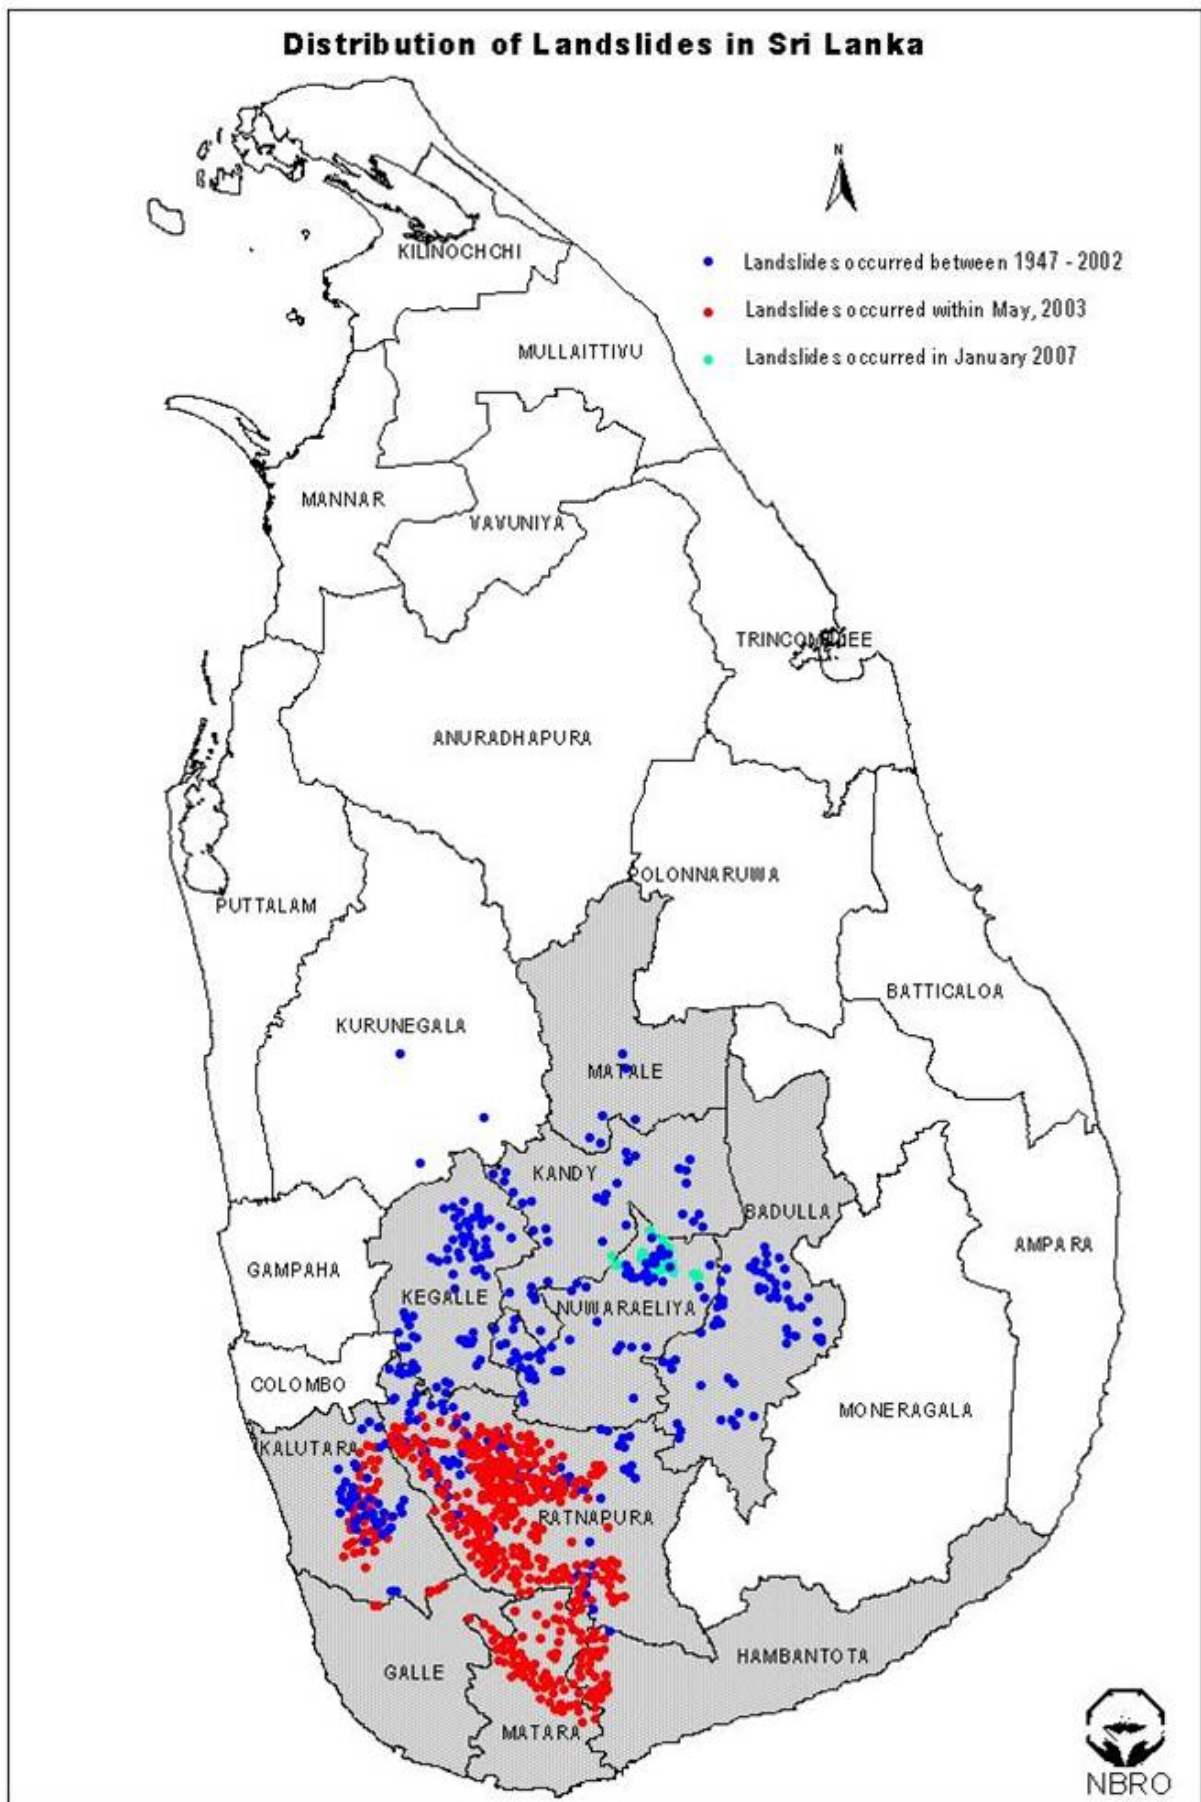 Distribution of Landslides in Sri Lanka
N
KILINOCHCHI
Landslides occurred between 1947 - 2002
Landslides occurred within May, 2003
MULLAITTIVU
Landslides occurred in January 2007
MANNAR
VAVUNIYA
TRINCOMALEE
ANURADHAPURA
POLONNARUWA
PUTTALAM
BATTICALOA
KURUNEGALA
MATALE
KANDY
BADULLA
AMPARA
GAMPAHA
KEGALLE
NUWARAELIYA
COLOMBO
MONERAGALA
KALUTARA
RATNAPURA
HAMBANTOTA
GALLE
MATARA
NBRO